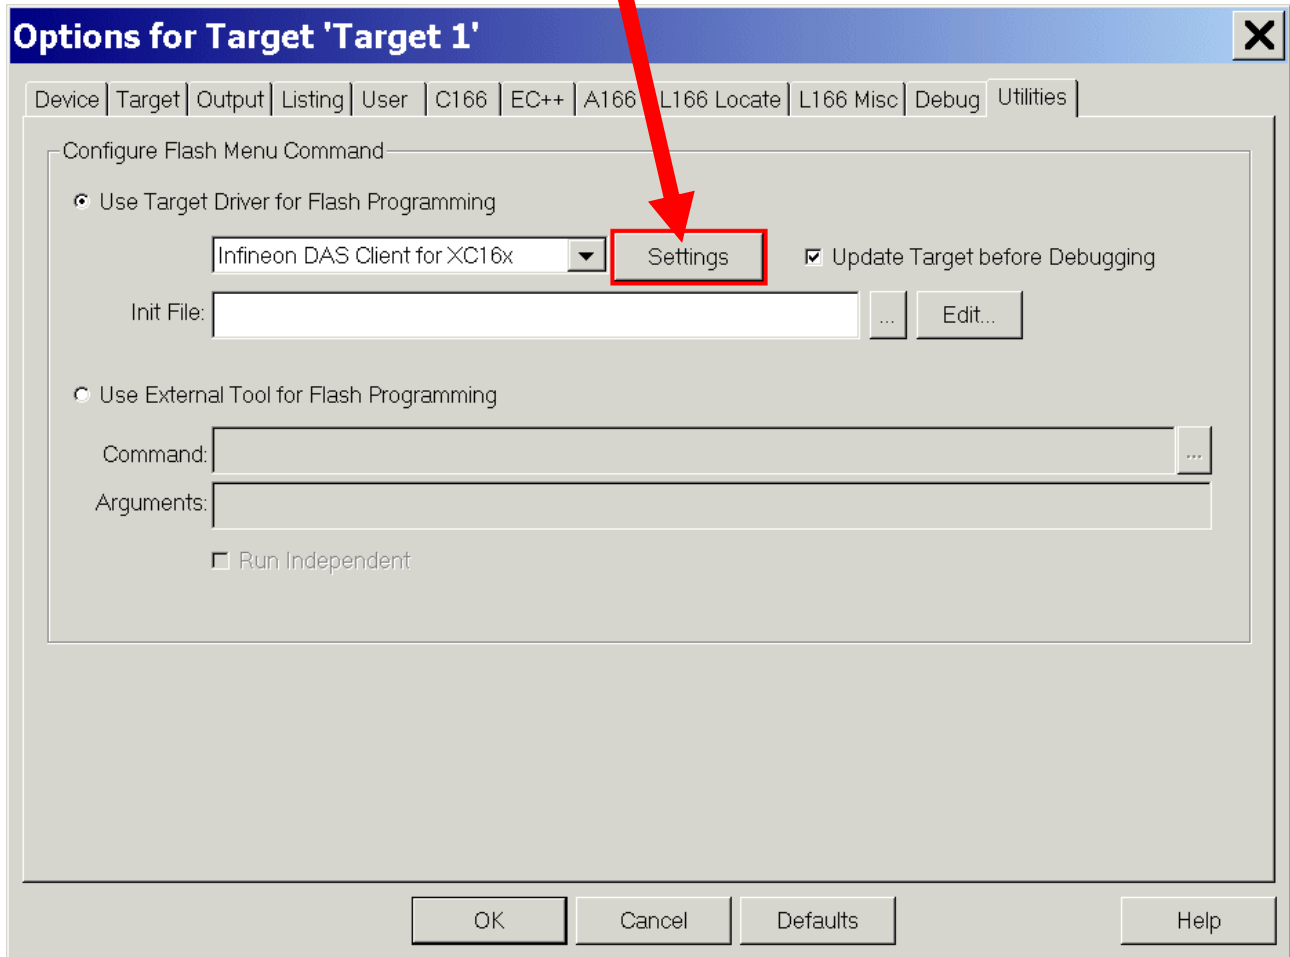 Options for Target 'Target 1'
Device Target Output Listing User C166 EC++ A166 L166 Locate L166 Misc Debug Utilities
Configure Flash Menu Command
Use Target Driver for Flash Programming
Infineon DAS Client for XC16x Settings Update Target before Debugging
Init File: ... Edit...
Use External Tool for Flash Programming
Command: ...
Arguments:
Run Independent
OK Cancel Defaults Help